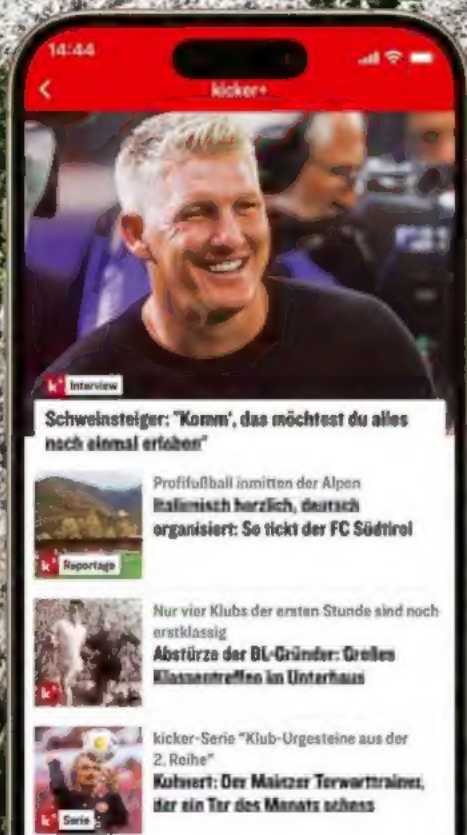 14:44
kicker+
k+ Interview
Schweinsteiger: "Komm', das möchtest du alles
noch einmal erleben"
Profifußball inmitten der Alpen
Italienisch herzlich, deutsch
organisiert: So tickt der FC Südtirol
k+ Reportage
Nur vier Klubs der ersten Stunde sind noch
erstklassig
Abstürze der BL-Gründer: Großes
Klassentreffen im Unterhaus
k+
kicker-Serie "Klub-Urgesteine aus der
2. Reihe"
Kuhnert: Der Mainzer Torwarttrainer,
der ein Tor des Monats schoss
k+ Serie